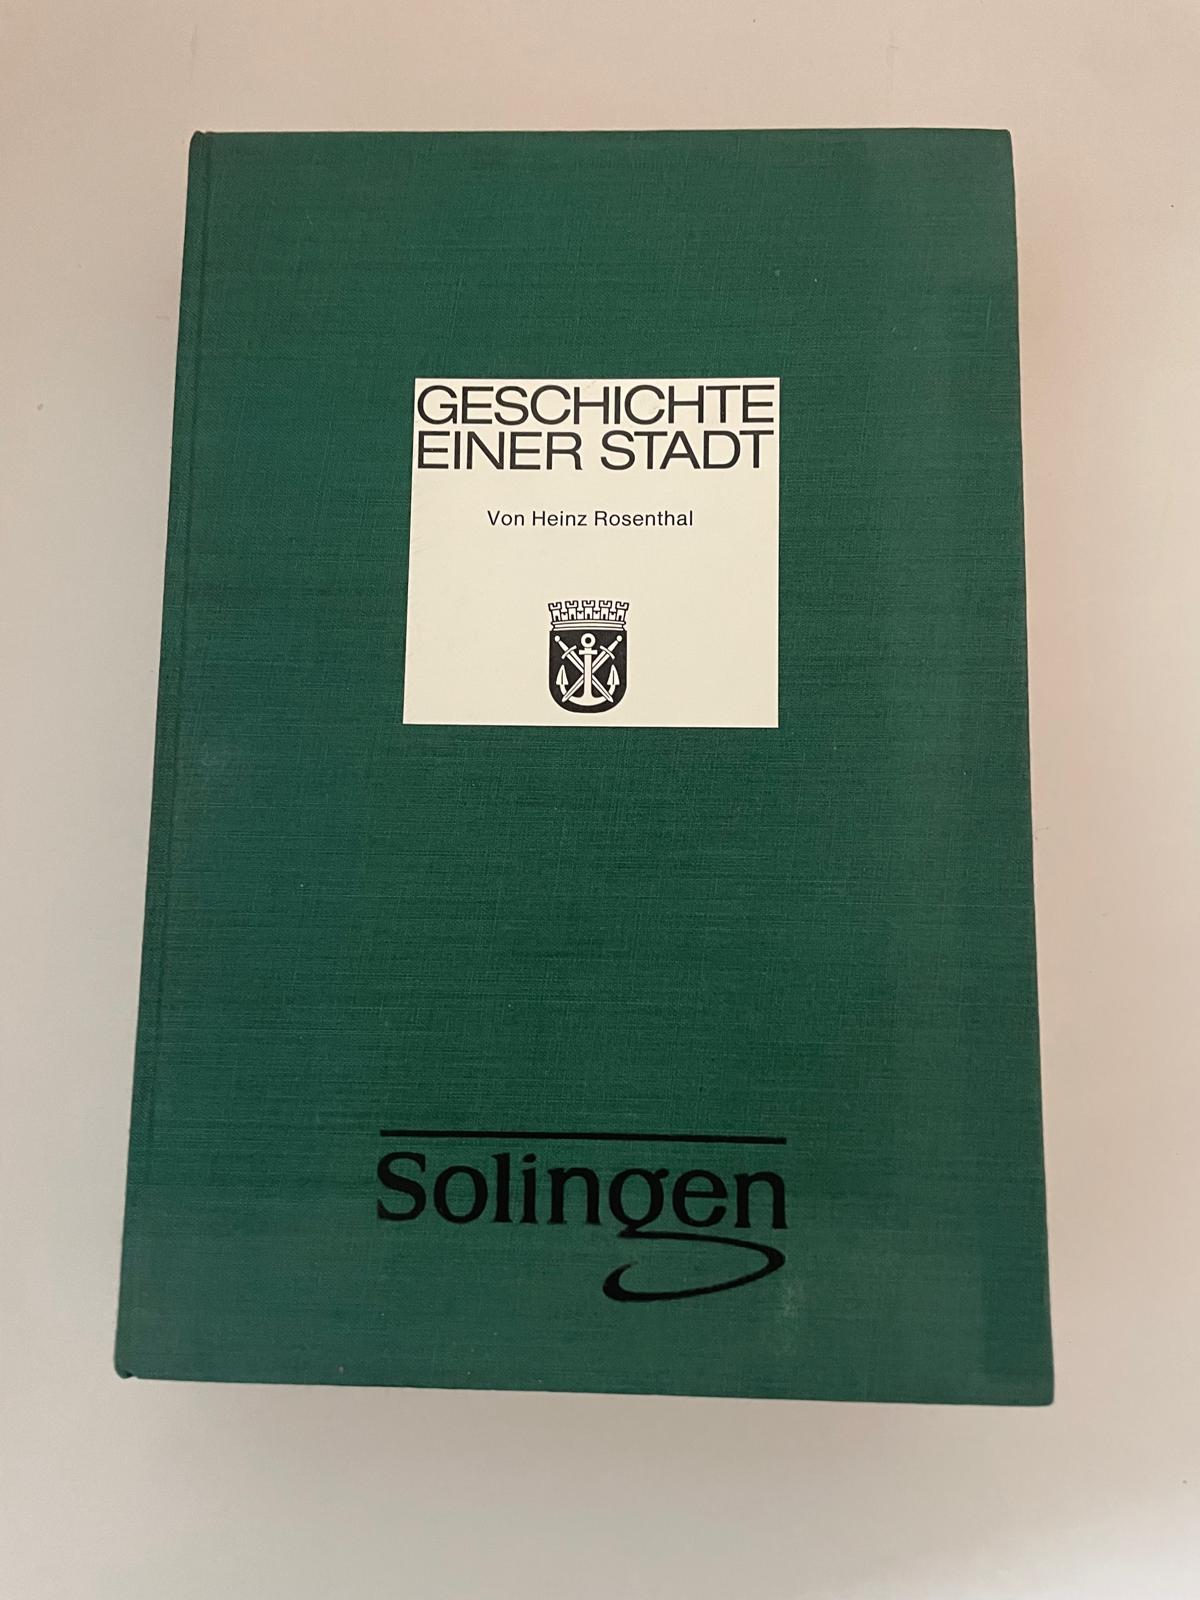 GESCHICHTE
EINER STADT
Von Heinz Rosenthal
Solingen